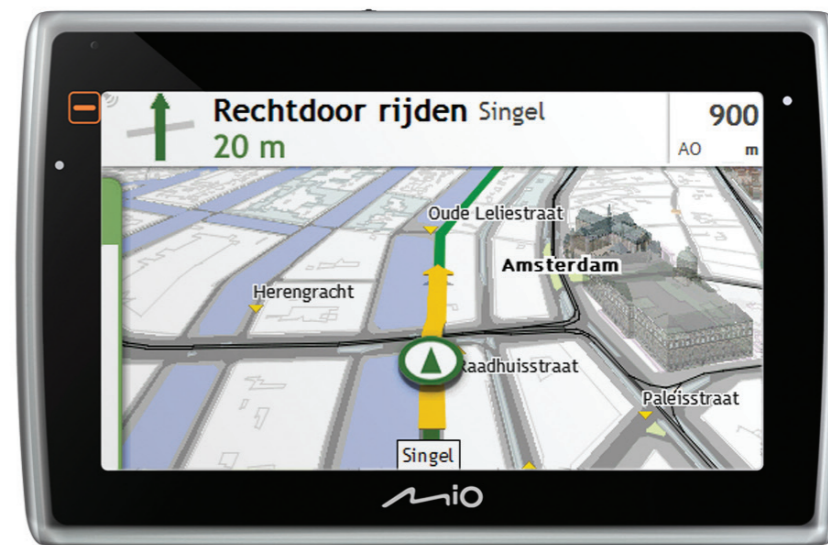 Rechtdoor rijden Singel
20 m
900
AO m
Oude Leliestraat
Amsterdam
Herengracht
Raadhuisstraat
Paleisstraat
Singel
Mio